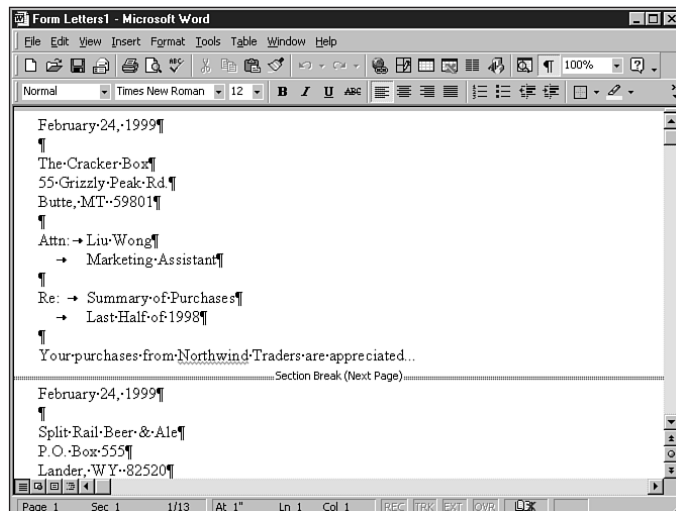 Form Letters1 - Microsoft Word
File Edit View Insert Format Tools Table Window Help
100%
Normal Times New Roman 12 B I U ABC
February 24, 1999¶
¶
The Cracker Box¶
55 Grizzly Peak Rd.¶
Butte, MT 59801¶
¶
Attn: → Liu Wong¶
→ Marketing Assistant¶
¶
Re: → Summary of Purchases¶
→ Last Half of 1998¶
¶
Your purchases from Northwind Traders are appreciated...
Section Break (Next Page)
February 24, 1999¶
¶
Split Rail Beer & Ale¶
P.O. Box 555¶
Lander, WY 82520¶
Page 1 Sec 1 1/13 At 1" Ln 1 Col 1 REC TRK EXT OVR